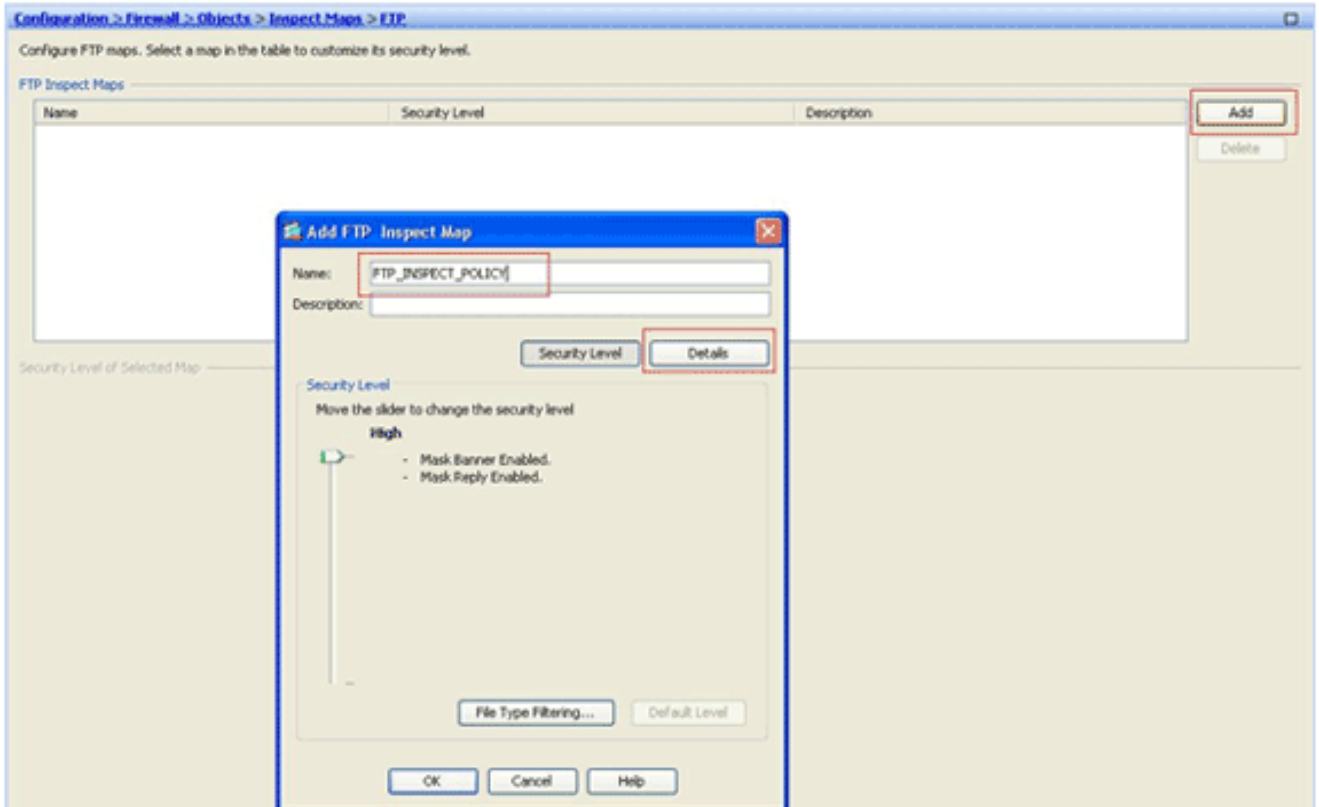 Configuration > Firewall > Objects > Inspect Maps > FTP
Configure FTP maps. Select a map in the table to customize its security level.
FTP Inspect Maps
Name Security Level Description
Add
Delete
Add FTP Inspect Map
Name: FTP_INSPECT_POLICY
Description:
Security Level Details
Security Level of Selected Map
Security Level
Move the slider to change the security level
High
- Mask Banner Enabled.
- Mask Reply Enabled.
File Type Filtering... Default Level
OK Cancel Help